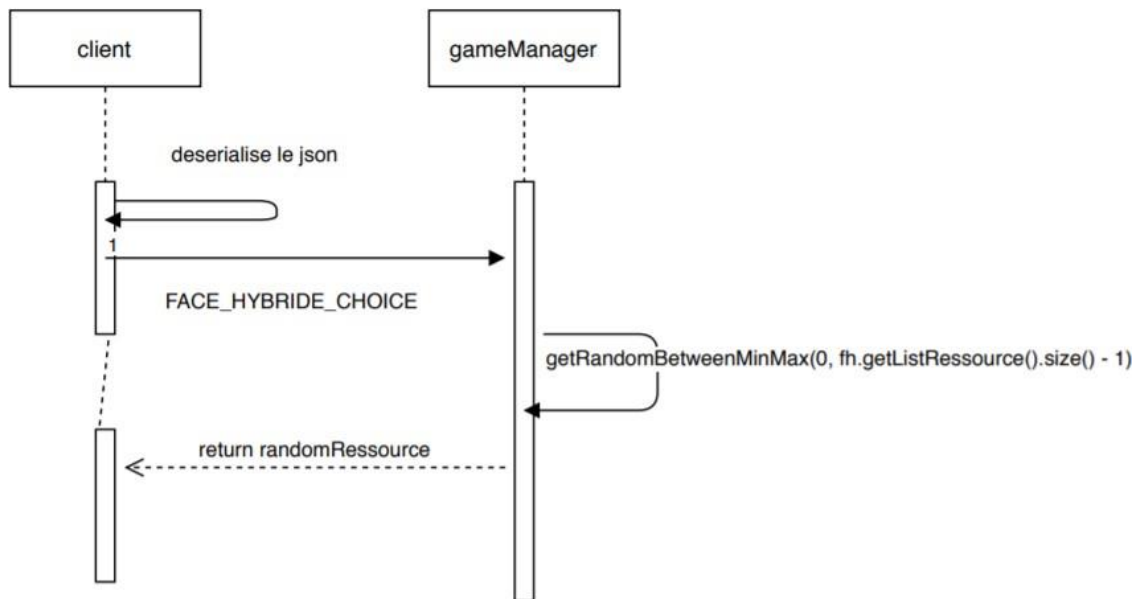 client
gameManager
deserialise le json
1
FACE_HYBRIDE_CHOICE
getRandomBetweenMinMax(0, fh.getListRessource().size() - 1)
return randomRessource